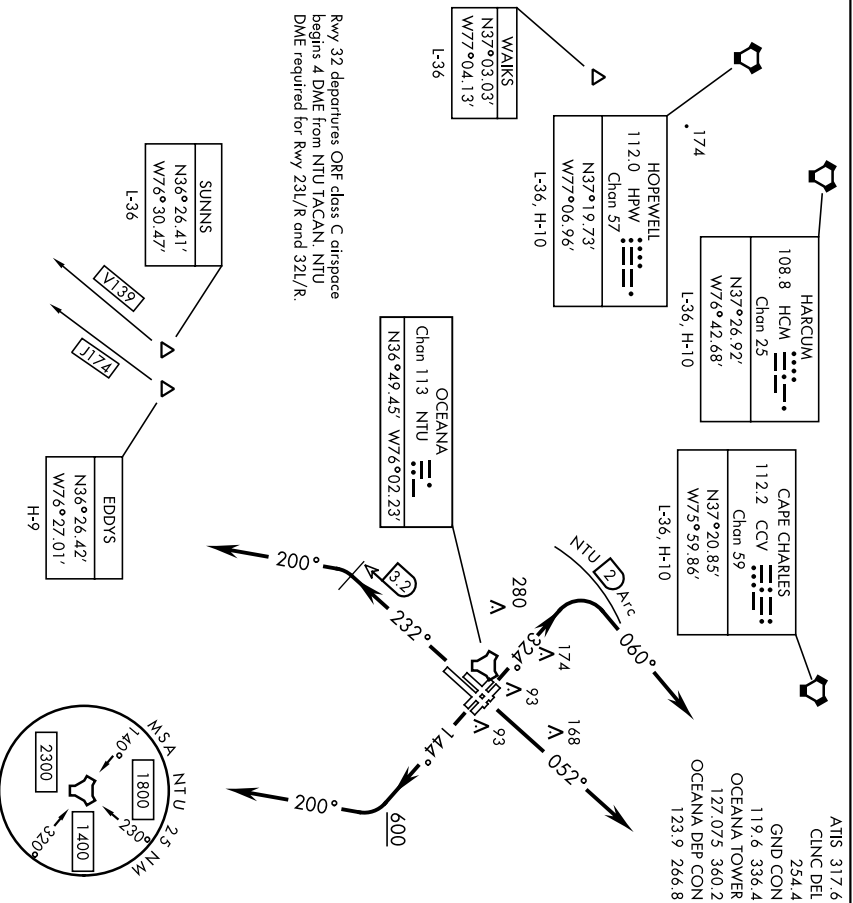 ATIS 317.6
CLNC DEL
254.4
GND CON
119.6 336.4
OCEANA TOWER
127.075 360.2
OCEANA DEP CON
123.9 266.8
HARCUM
108.8 HCM
Chan 25
N37°26.92'
W76°42.68'
L-36, H-10
CAPE CHARLES
112.2 CCV
Chan 59
N37°20.85'
W75°59.86'
L-36, H-10
HOPEWELL
112.0 HPW
Chan 57
N37°19.73'
W77°06.96'
L-36, H-10
174
WAIKS
N37°03.03'
W77°04.13'
L-36
Rwy 32 departures ORF class C airspace
begins 4 DME from NTU TACAN. NTU
DME required for Rwy 23L/R and 32L/R.
OCEANA
Chan 113 NTU
N36°49.45' W76°02.23'
NTU 2 Arc
060°
280
324°
174
93
93
168
052°
3.2
232°
200°
144°
600
200°
SUNNS
N36°26.41'
W76°30.47'
L-36
V139
J174
EDDYS
N36°26.42'
W76°27.01'
H-9
MSA NTU 25 NM
140°
1800
230°
2300
1400
320°